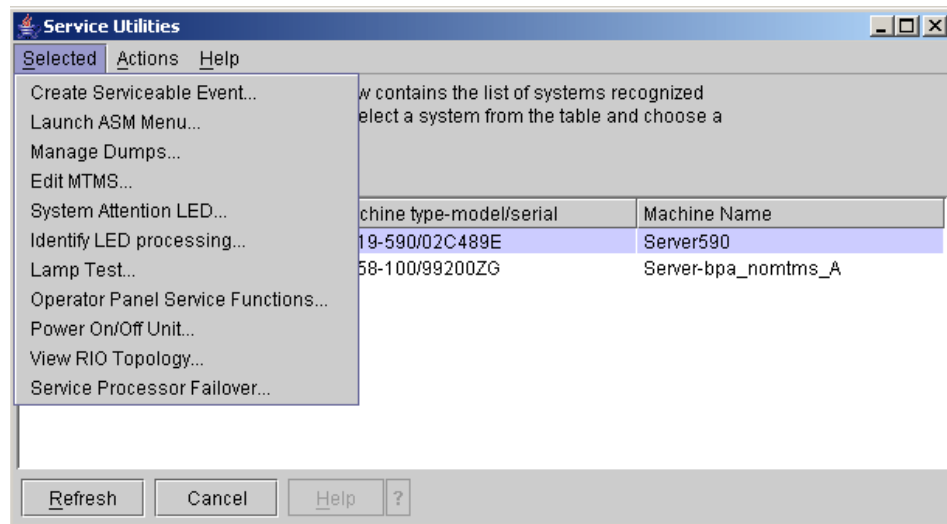 Service Utilities
Selected Actions Help
Create Serviceable Event...
Launch ASM Menu...
Manage Dumps...
Edit MTMS...
System Attention LED...
Identify LED processing...
Lamp Test...
Operator Panel Service Functions...
Power On/Off Unit...
View RIO Topology...
Service Processor Failover...
contains the list of systems recognized
elect a system from the table and choose a
chine type-model/serial Machine Name
19-590/02C489E Server590
58-100/99200ZG Server-bpa_nomtms_A
Refresh Cancel Help ?